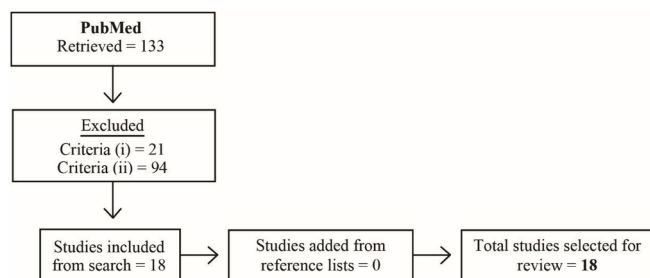 PubMed
Retrieved = 133
Excluded
Criteria (i) = 21
Criteria (ii) = 94
Studies included
from search = 18
Studies added from
reference lists = 0
Total studies selected for
review = 18